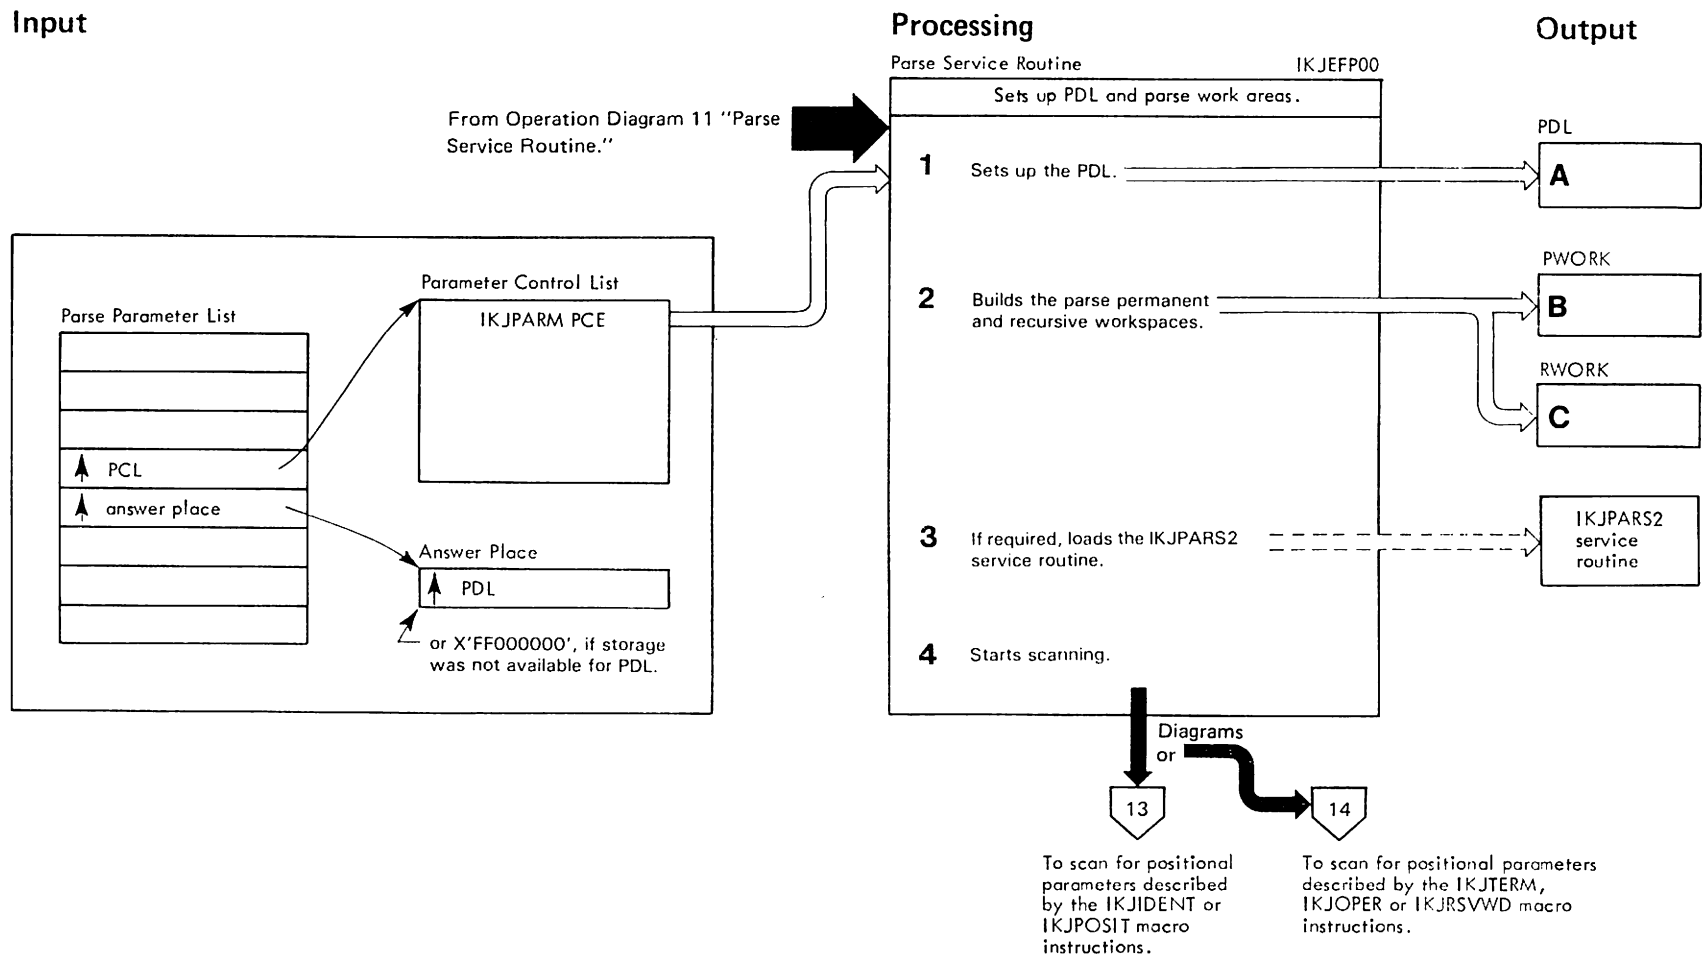 Input
Processing
Output
Parse Service Routine
IKJEFP00
Sets up PDL and parse work areas.
From Operation Diagram 11 "Parse
Service Routine."
1 Sets up the PDL.
PDL
A
Parse Parameter List
PCL
answer place
Parameter Control List
IKJPARM PCE
Answer Place
PDL
or X'FF000000', if storage
was not available for PDL.
2 Builds the parse permanent
and recursive workspaces.
PWORK
B
RWORK
C
3 If required, loads the IKJPARS2
service routine.
IKJPARS2
service
routine
4 Starts scanning.
Diagrams
or
13
14
To scan for positional
parameters described
by the IKJIDENT or
IKJPOSIT macro
instructions.
To scan for positional parameters
described by the IKJTERM,
IKJOPER or IKJRSVWD macro
instructions.